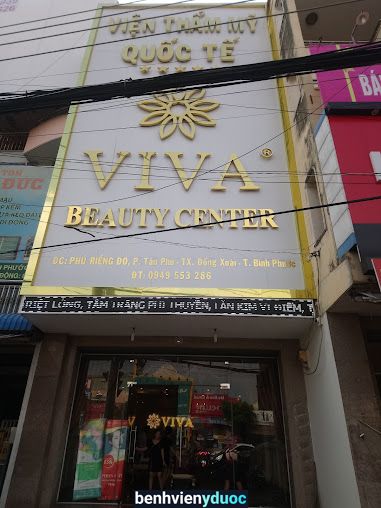 VIỆN THẨM MỸ
QUỐC TẾ
VIVA®
BEAUTY CENTER
ĐC: PHÚ RIỀNG ĐỎ, P. Tân Phú - TX. Đồng Xoài - T. Bình Phước
ĐT: 0949 553 286
TRIỆT LÔNG, TẮM TRẮNG PHI THUYỀN, LĂN KIM VI ĐIỂM,
VIVA
benhvienyduoc